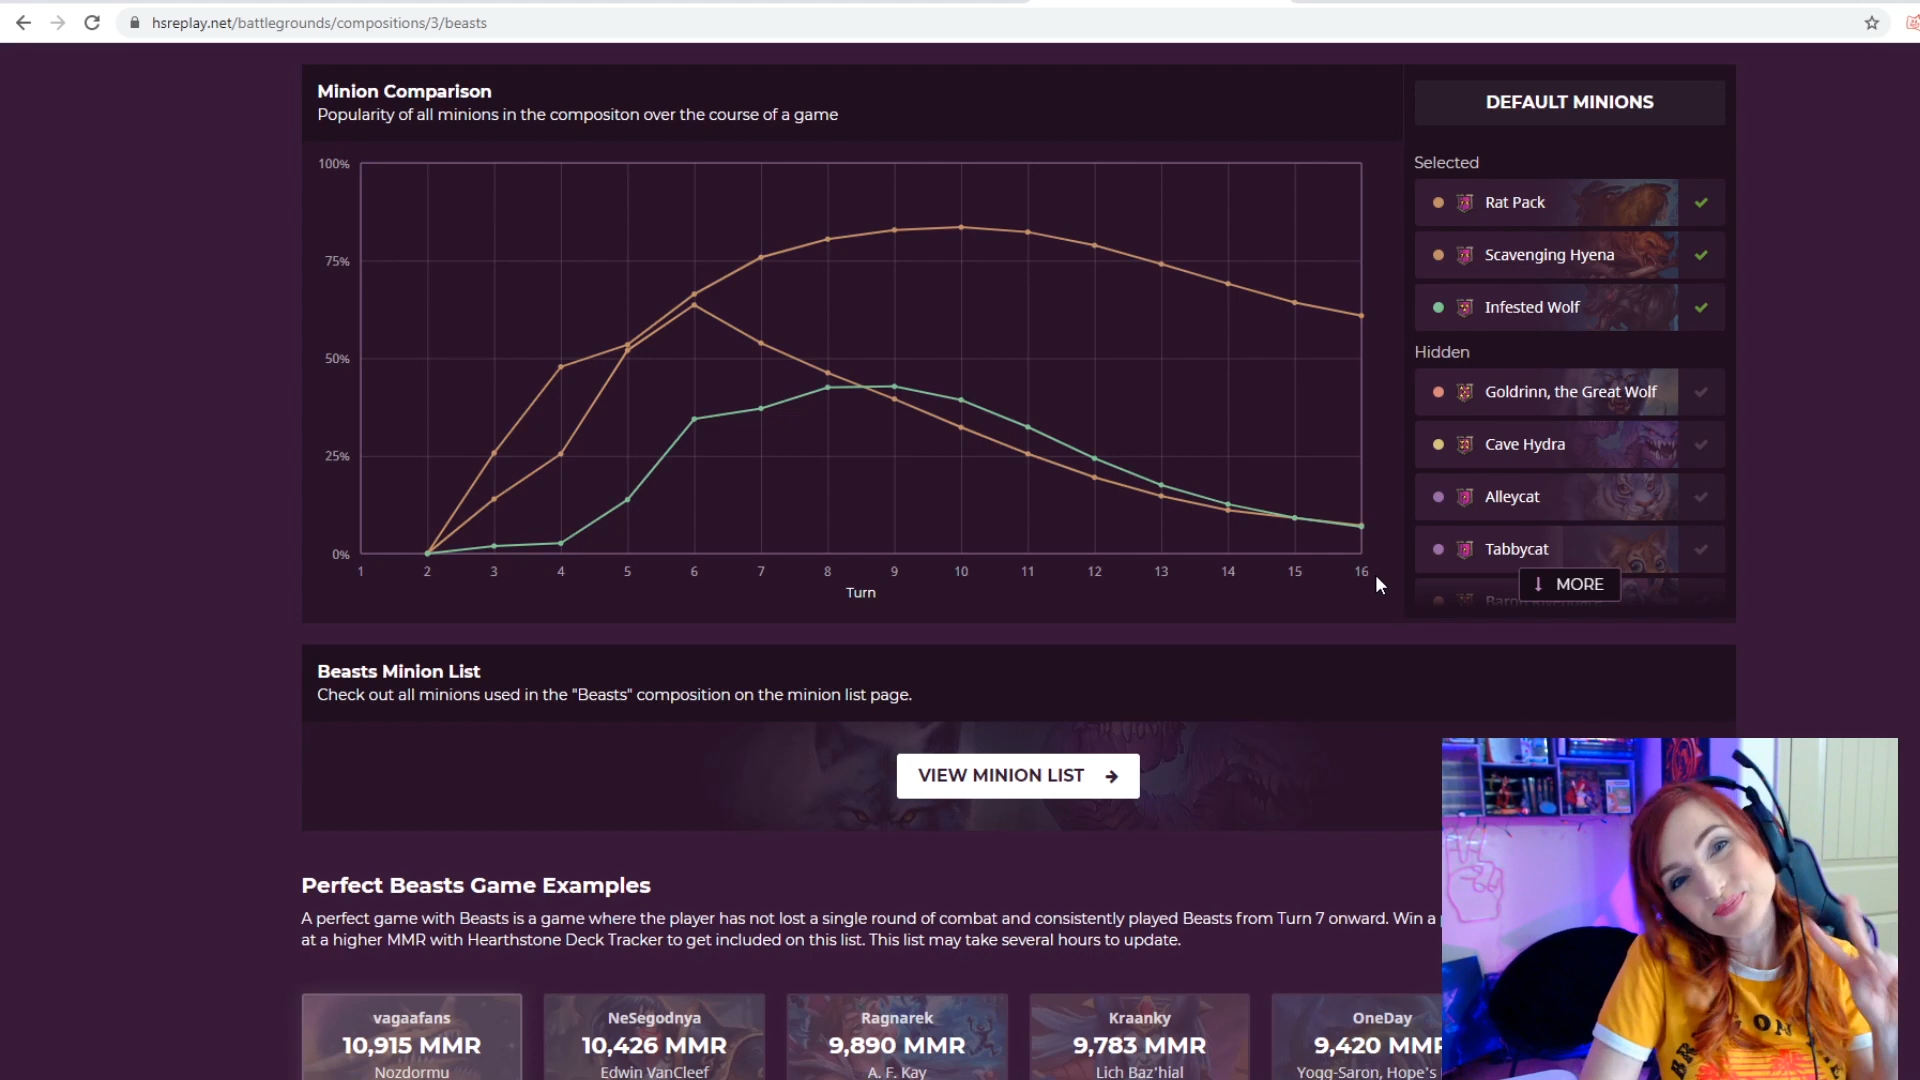 hsreplay.net/battlegrounds/compositions/3/beasts
Minion Comparison
Popularity of all minions in the compositon over the course of a game
100%
75%
50%
25%
0%
1 2 3 4 5 6 7 8 9 10 11 12 13 14 15 16
Turn
DEFAULT MINIONS
Selected
Rat Pack
Scavenging Hyena
Infested Wolf
Hidden
Goldrinn, the Great Wolf
Cave Hydra
Alleycat
Tabbycat
MORE
Beasts Minion List
Check out all minions used in the "Beasts" composition on the minion list page.
VIEW MINION LIST
Perfect Beasts Game Examples
A perfect game with Beasts is a game where the player has not lost a single round of combat and consistently played Beasts from Turn 7 onward. Win a
at a higher MMR with Hearthstone Deck Tracker to get included on this list. This list may take several hours to update.
vagaafans
10,915 MMR
Nozdormu
NeSegodnya
10,426 MMR
Edwin VanCleef
Ragnarek
9,890 MMR
A. F. Kay
Kraanky
9,783 MMR
Lich Baz'hial
OneDay
9,420 MMR
Yogg-Saron, Hope's